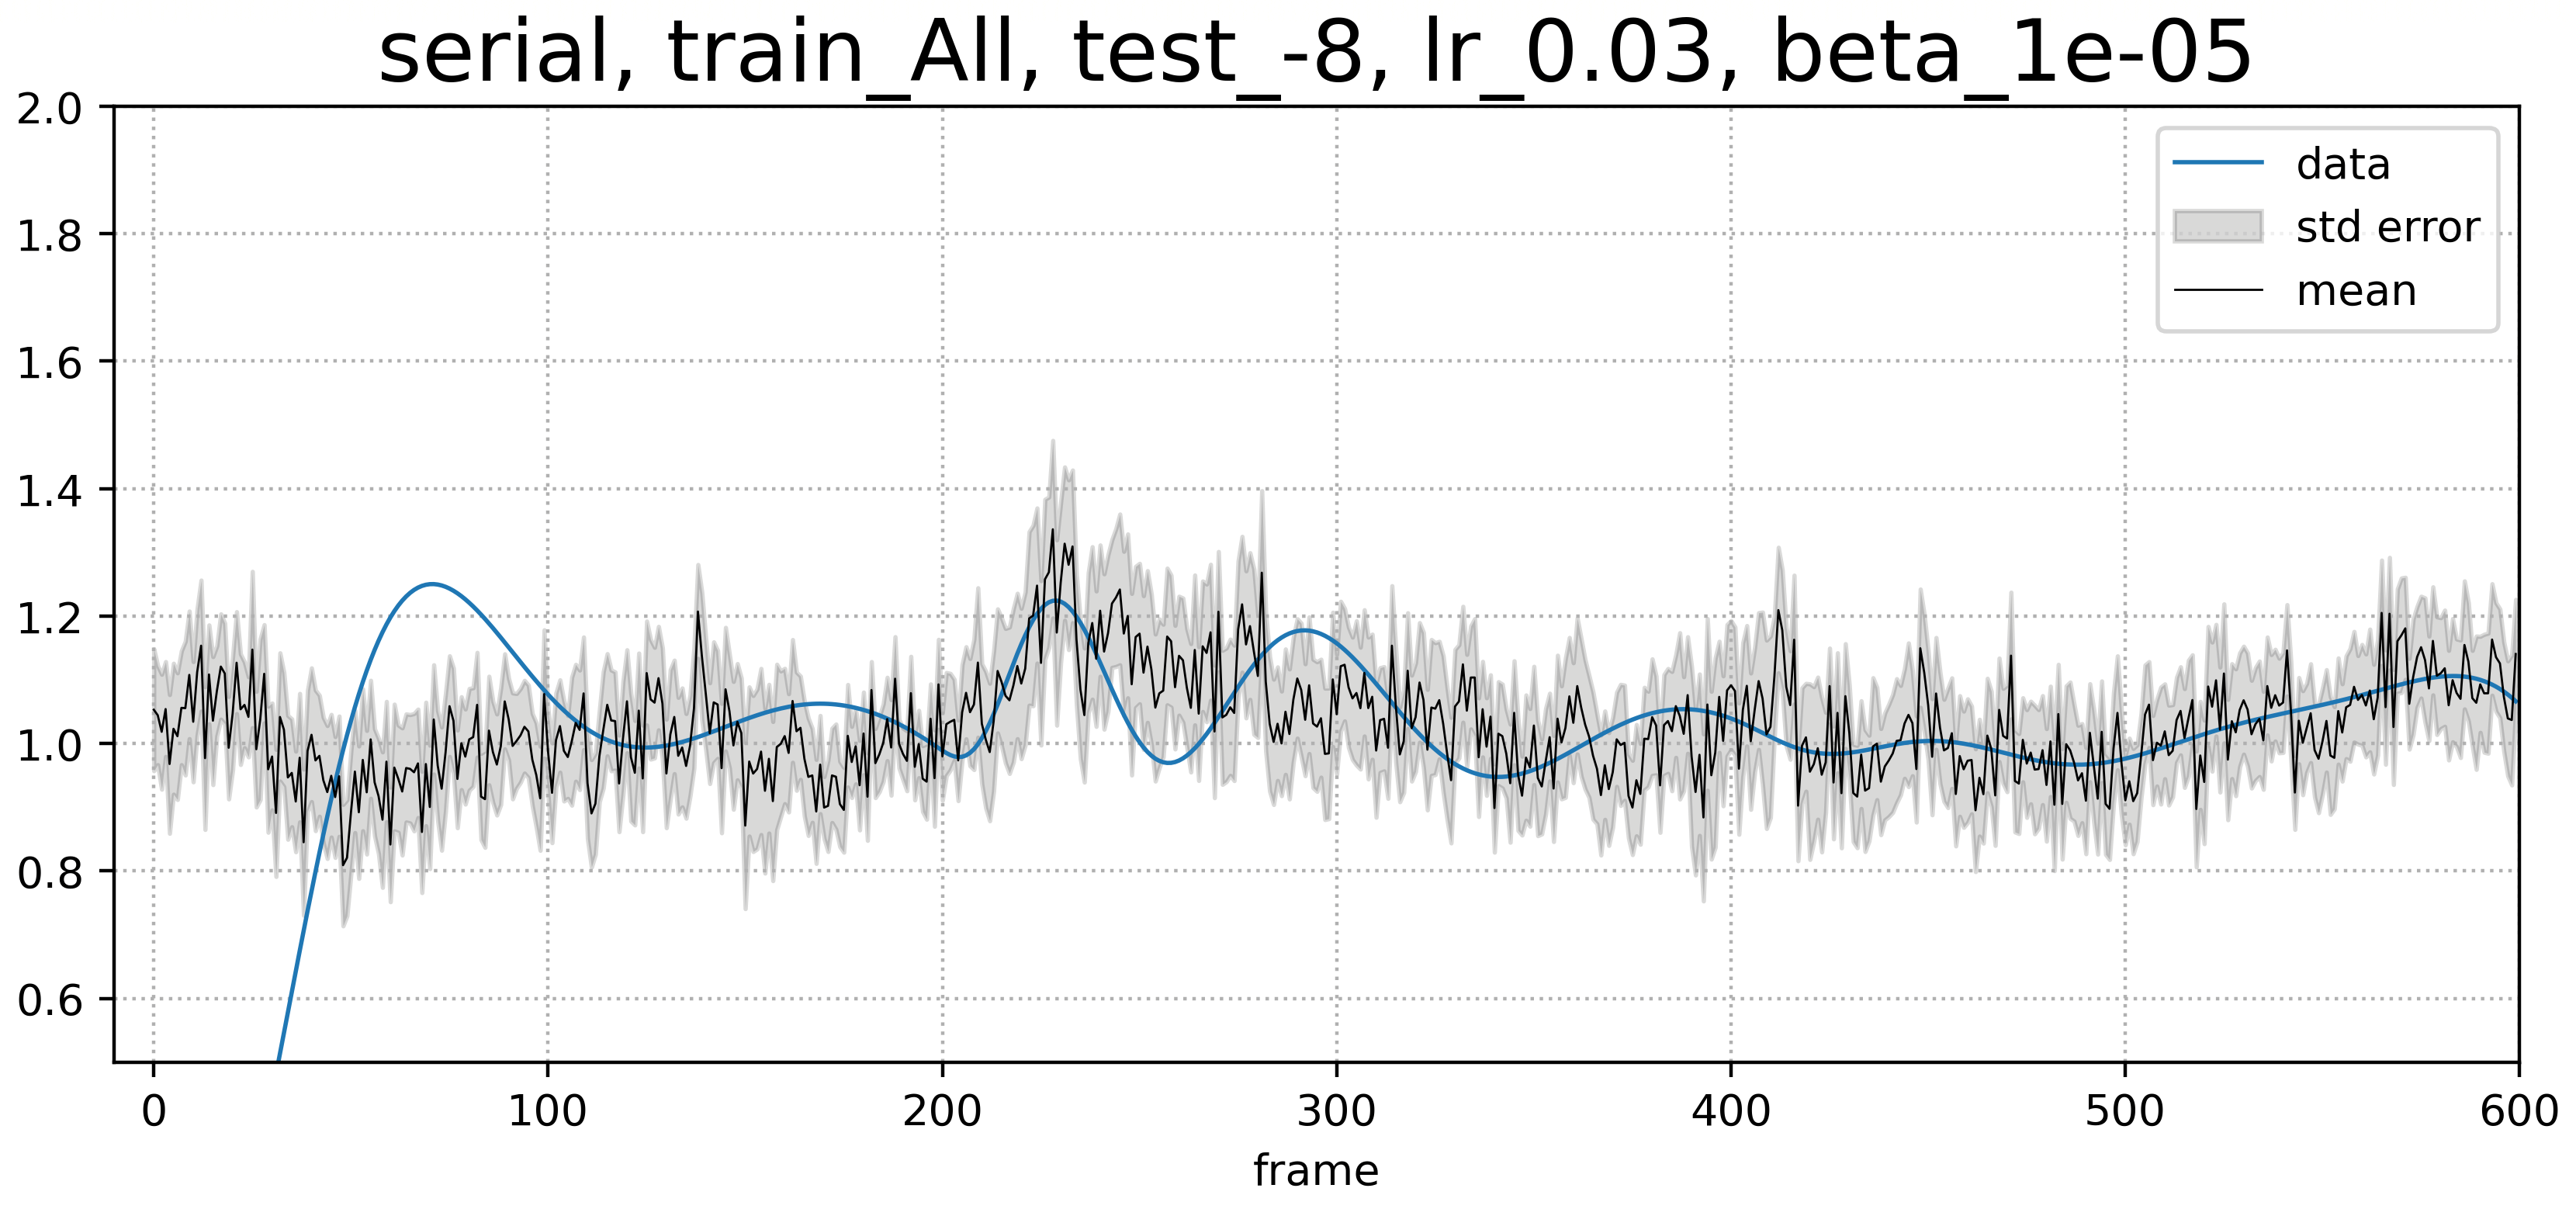 serial, train_All, test_-8, lr_0.03, beta_1e-05
2.0
1.8
1.6
1.4
1.2
1.0
0.8
0.6
data
std error
mean
0 100 200 300 400 500 600
frame